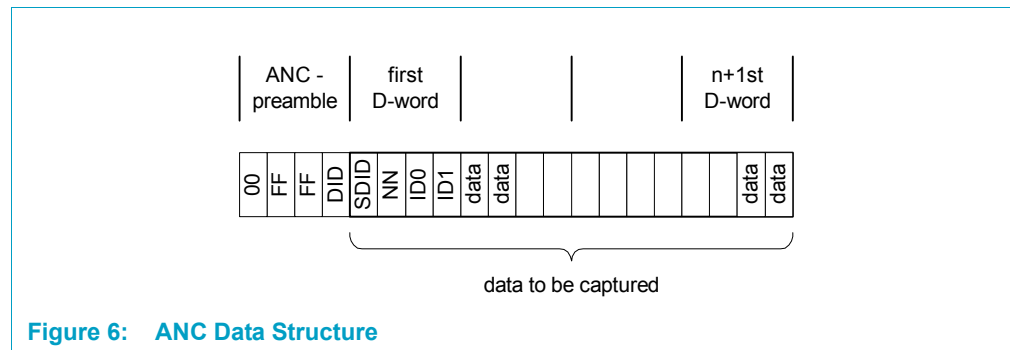 ANC - preamble
first D-word
n+1st D-word
00 FF FF DID SDID NN ID0 ID1 data data data data
data to be captured
Figure 6: ANC Data Structure